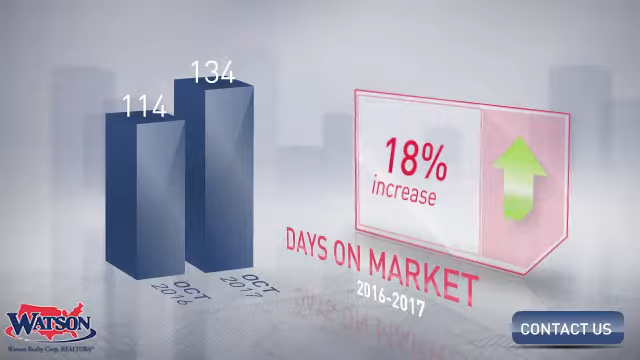 134
114
18%
increase
DAYS ON MARKET
2016-2017
OCT
2016
OCT
2017
WATSON
Watson Realty Corp, REALTORS®
CONTACT US